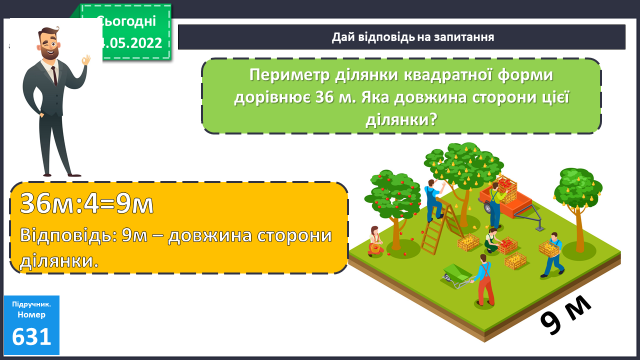 Сьогодні
4.05.2022
Дай відповідь на запитання
Периметр ділянки квадратної форми
дорівнює 36 м. Яка довжина сторони цієї
ділянки?
36м:4=9м
Відповідь: 9м – довжина сторони
ділянки.
9 м
Підручник.
Номер
631